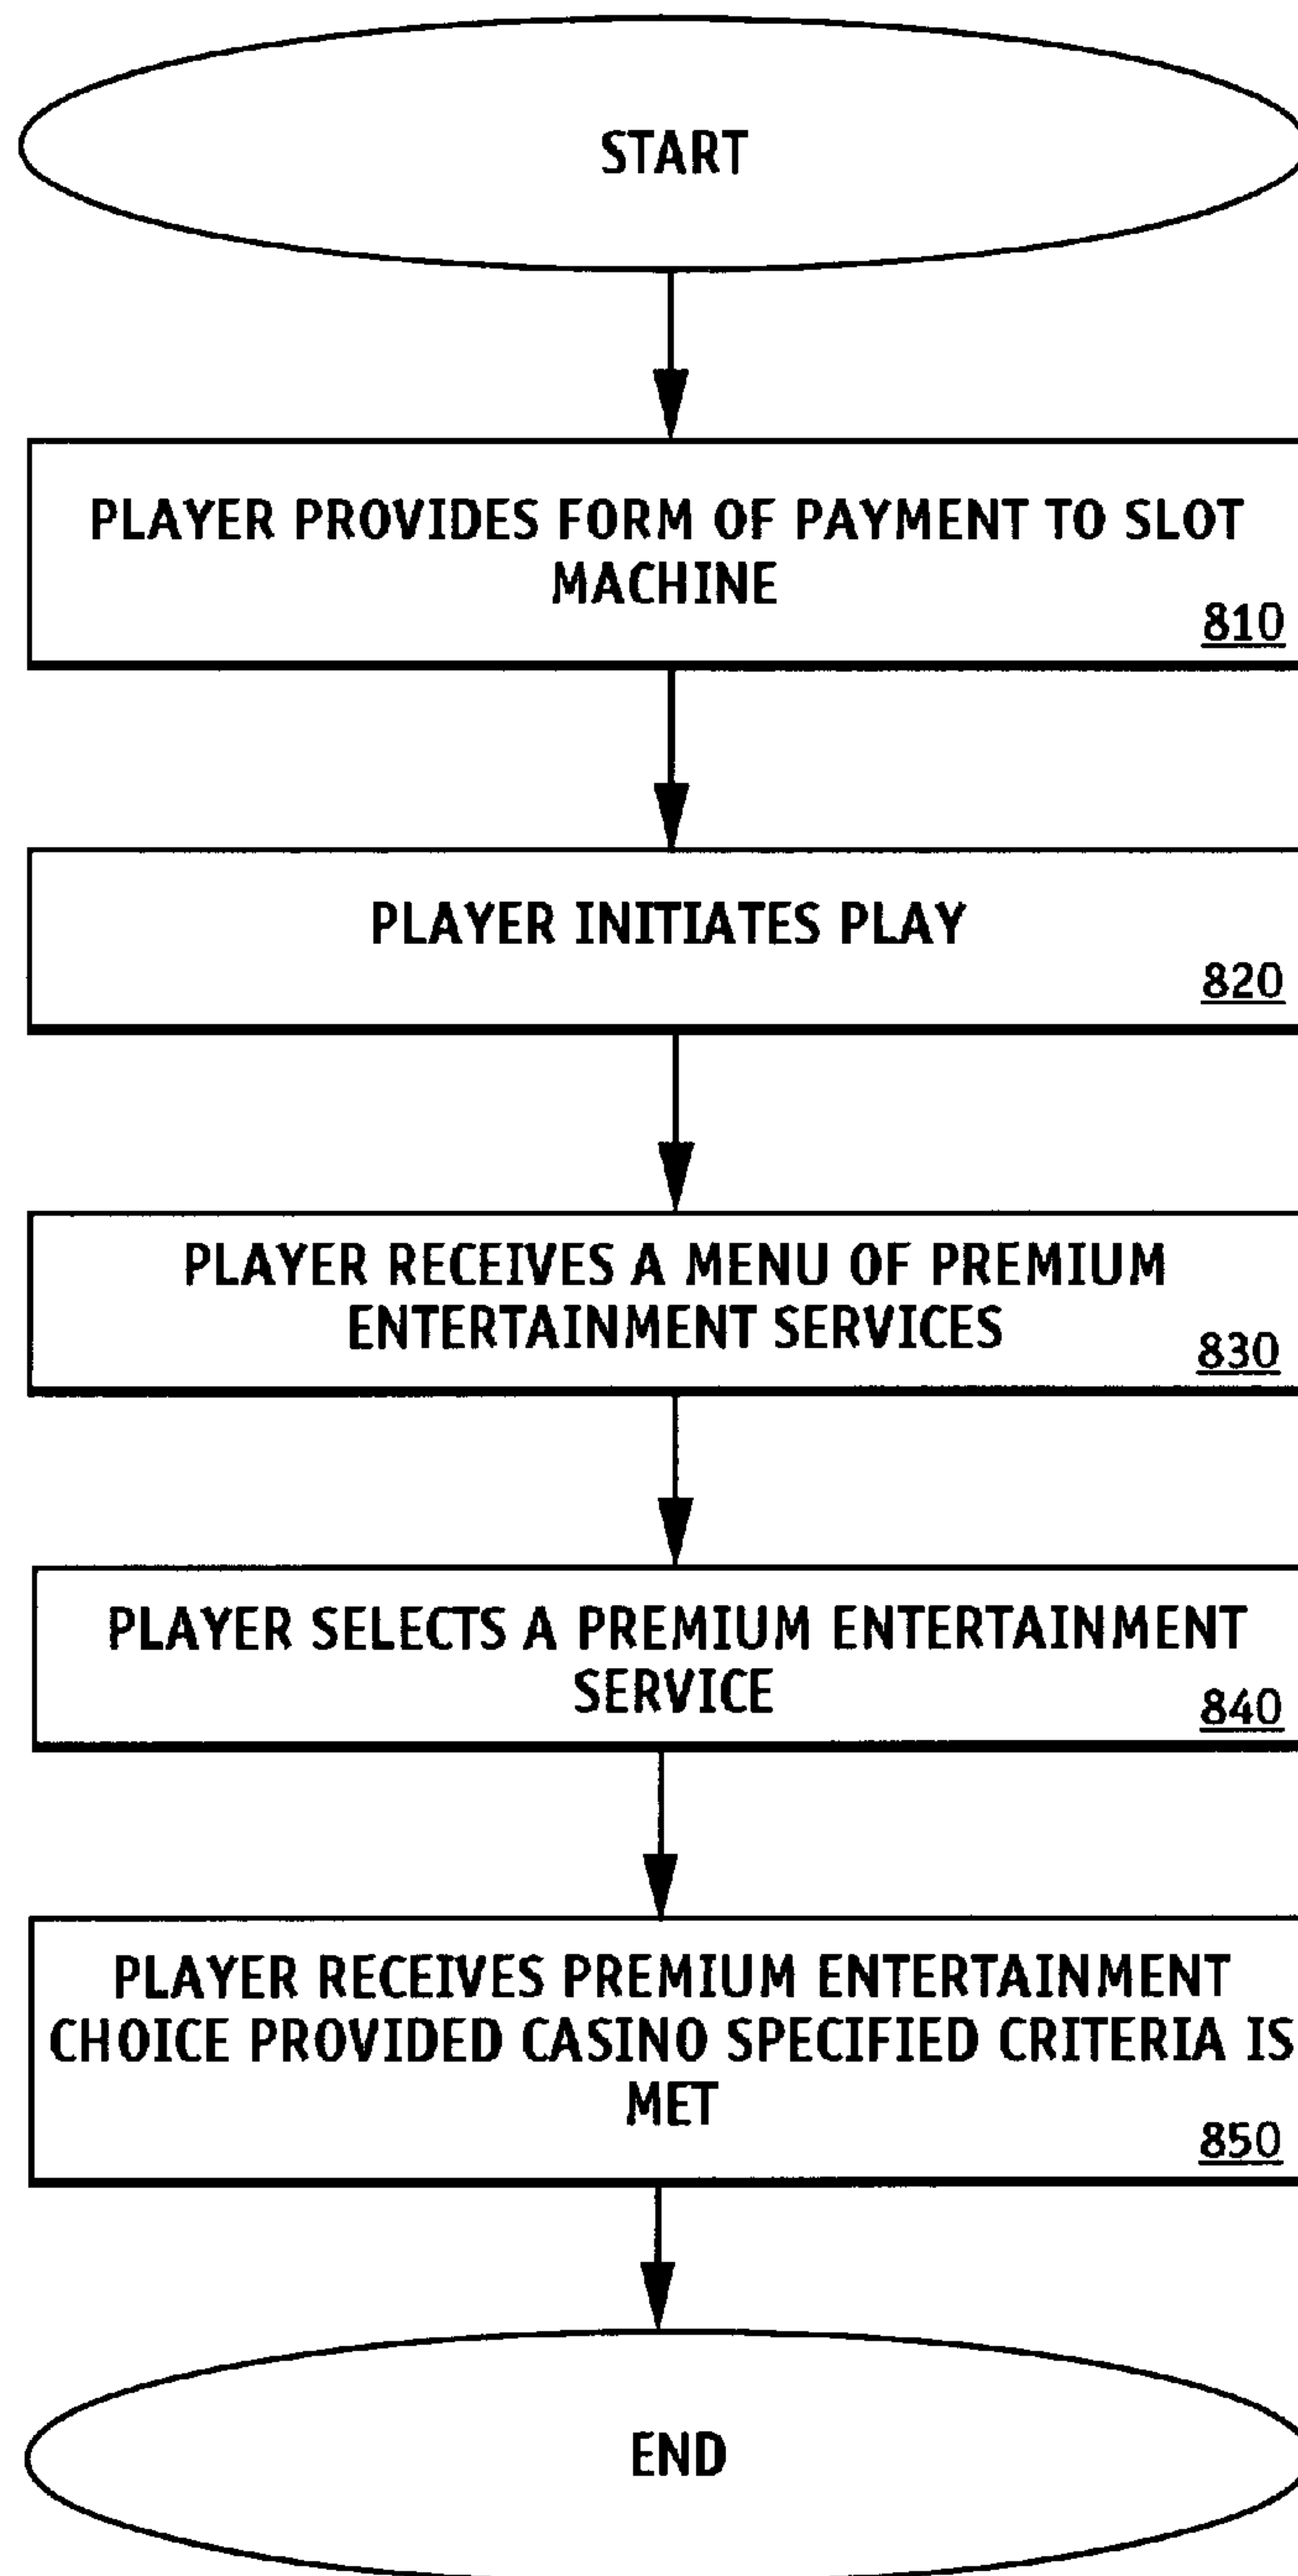 START
PLAYER PROVIDES FORM OF PAYMENT TO SLOT
MACHINE
810
PLAYER INITIATES PLAY
820
PLAYER RECEIVES A MENU OF PREMIUM
ENTERTAINMENT SERVICES
830
PLAYER SELECTS A PREMIUM ENTERTAINMENT
SERVICE
840
PLAYER RECEIVES PREMIUM ENTERTAINMENT
CHOICE PROVIDED CASINO SPECIFIED CRITERIA IS
MET
850
END